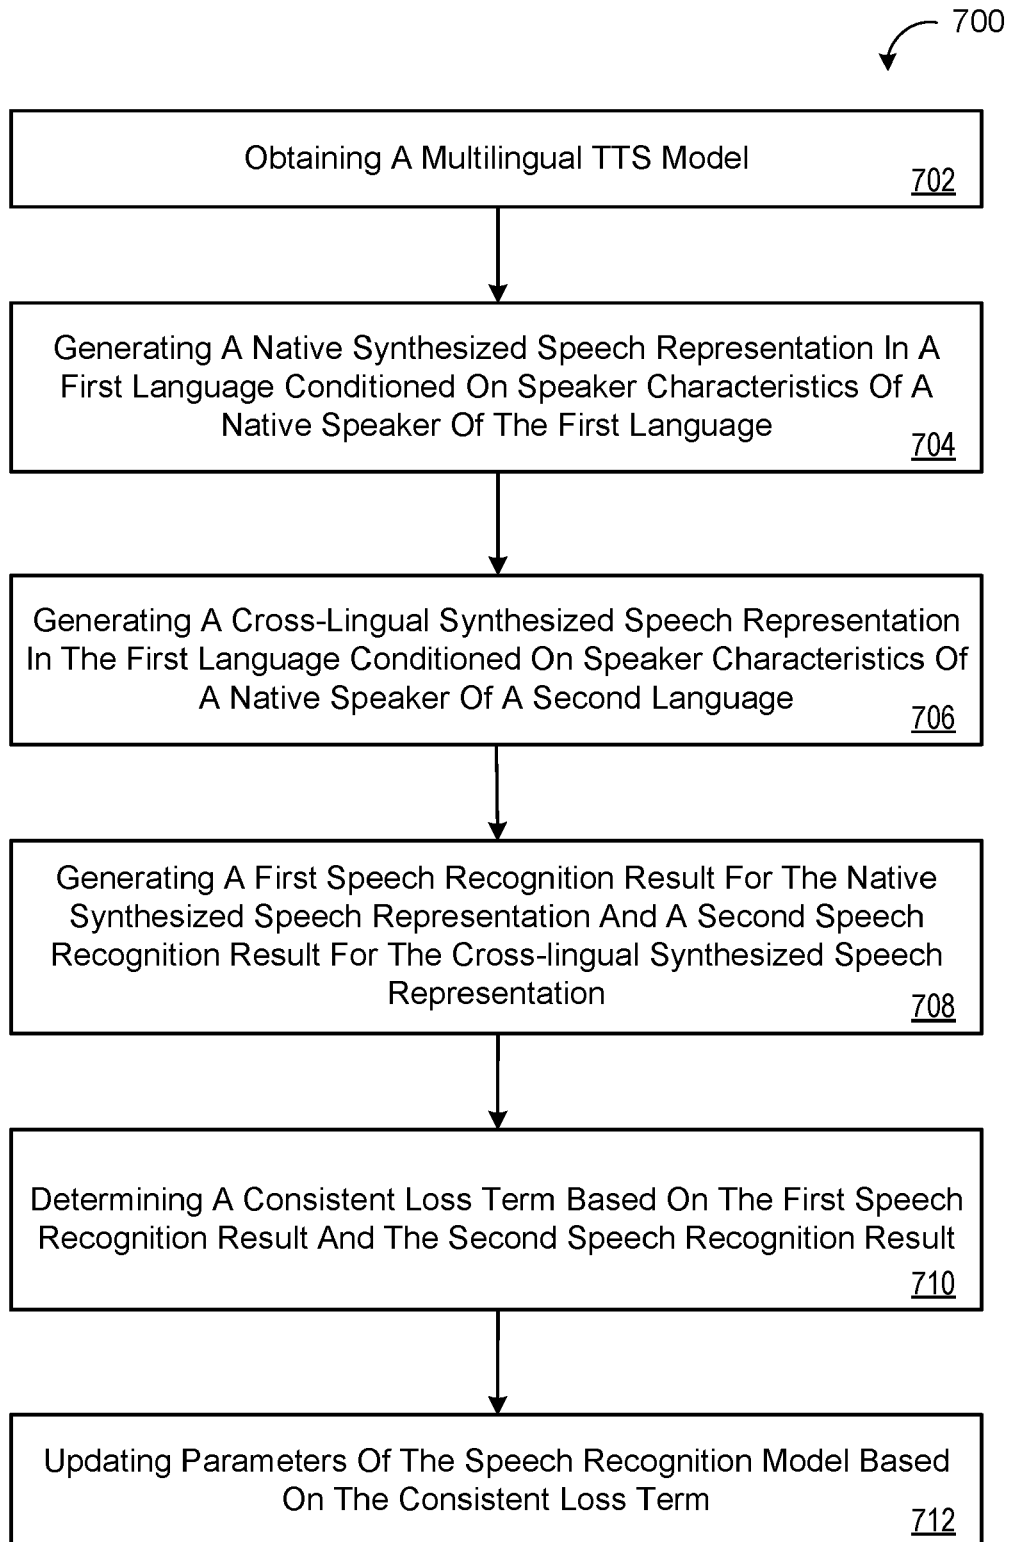 700
Obtaining A Multilingual TTS Model
702
Generating A Native Synthesized Speech Representation In A
First Language Conditioned On Speaker Characteristics Of A
Native Speaker Of The First Language
704
Generating A Cross-Lingual Synthesized Speech Representation
In The First Language Conditioned On Speaker Characteristics Of
A Native Speaker Of A Second Language
706
Generating A First Speech Recognition Result For The Native
Synthesized Speech Representation And A Second Speech
Recognition Result For The Cross-lingual Synthesized Speech
Representation
708
Determining A Consistent Loss Term Based On The First Speech
Recognition Result And The Second Speech Recognition Result
710
Updating Parameters Of The Speech Recognition Model Based
On The Consistent Loss Term
712